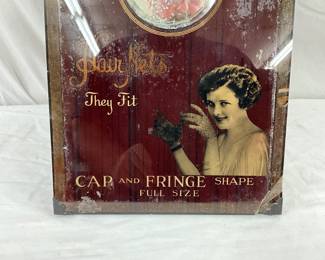 Hair Nets
They Fit
CAP AND FRINGE SHAPE
FULL SIZE